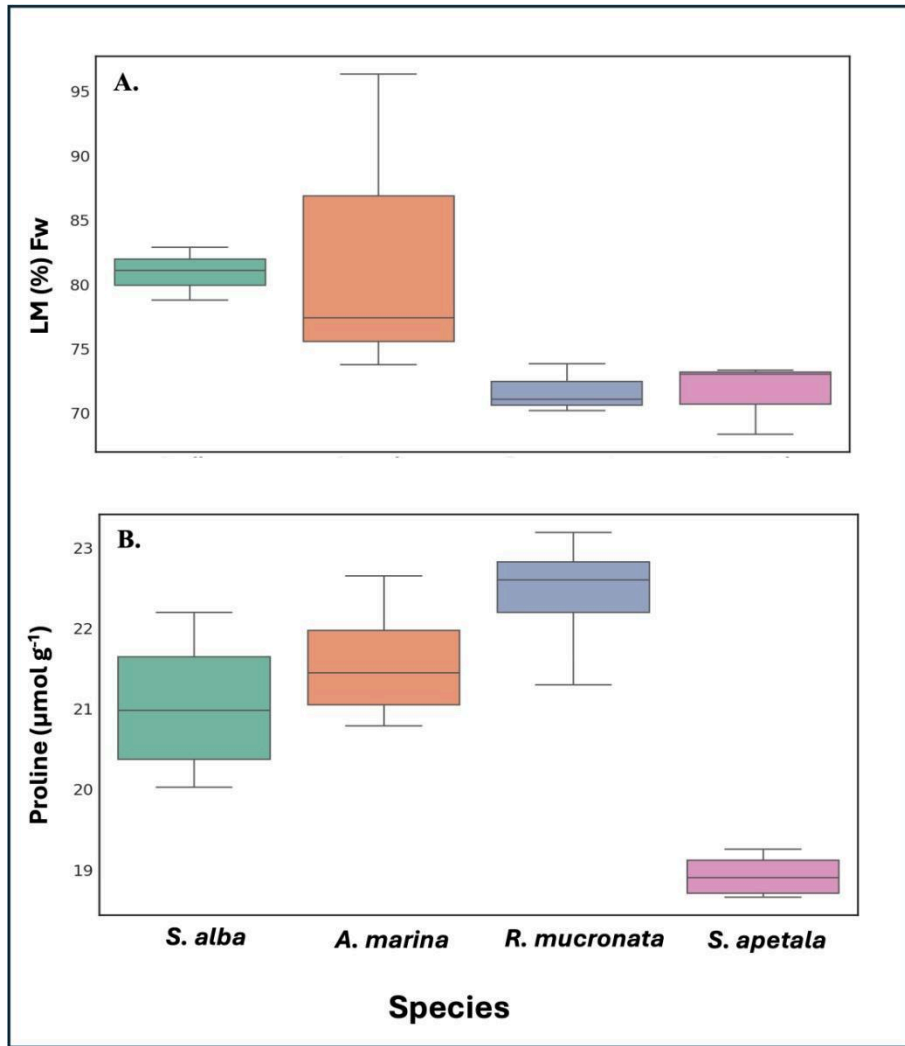 A.
95
90
85
80
75
70
LM (%) Fw
B.
23
22
21
20
19
Proline (µmol g⁻¹)
S. alba A. marina R. mucronata S. apetala
Species